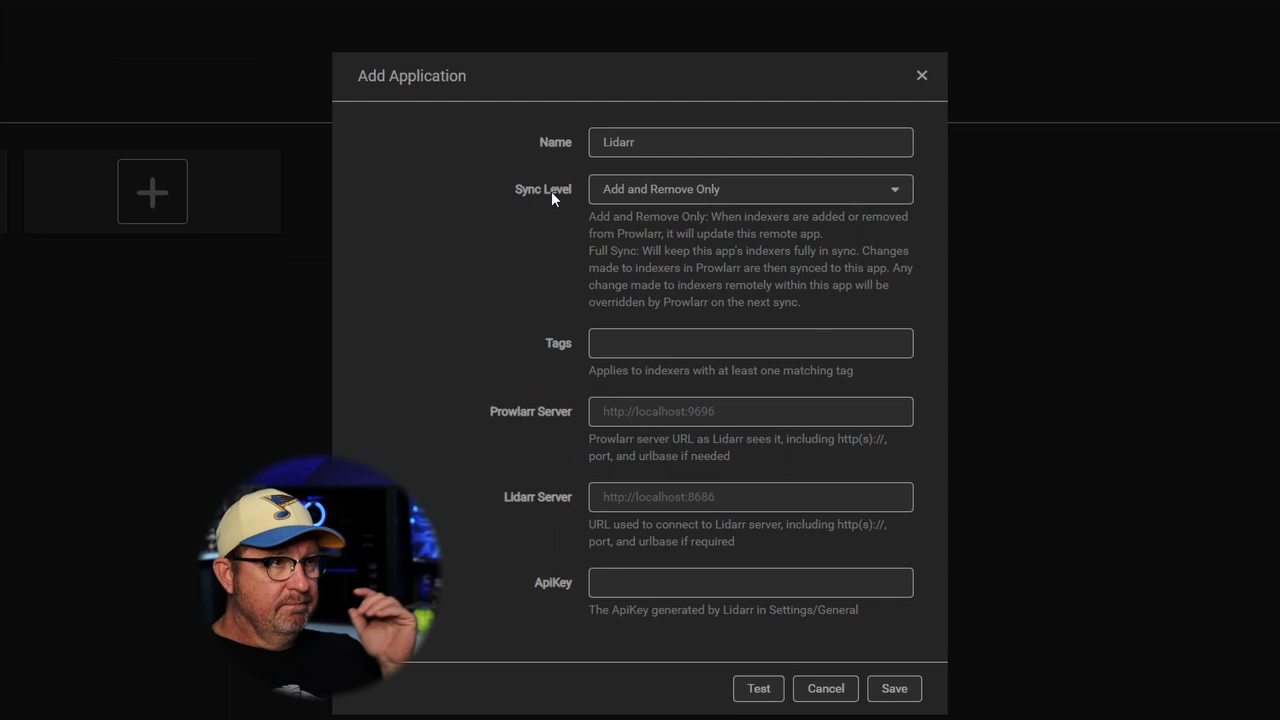 Add Application
Name
Lidarr
Sync Level
Add and Remove Only
Add and Remove Only: When indexers are added or removed
from Prowlarr, it will update this remote app.
Full Sync: Will keep this app's indexers fully in sync. Changes
made to indexers in Prowlarr are then synced to this app. Any
change made to indexers remotely within this app will be
overridden by Prowlarr on the next sync.
Tags
Applies to indexers with at least one matching tag
Prowlarr Server
http://localhost:9696
Prowlarr server URL as Lidarr sees it, including http(s)://,
port, and urlbase if needed
Lidarr Server
http://localhost:8686
URL used to connect to Lidarr server, including http(s)://,
port, and urlbase if required
ApiKey
The ApiKey generated by Lidarr in Settings/General
Test
Cancel
Save